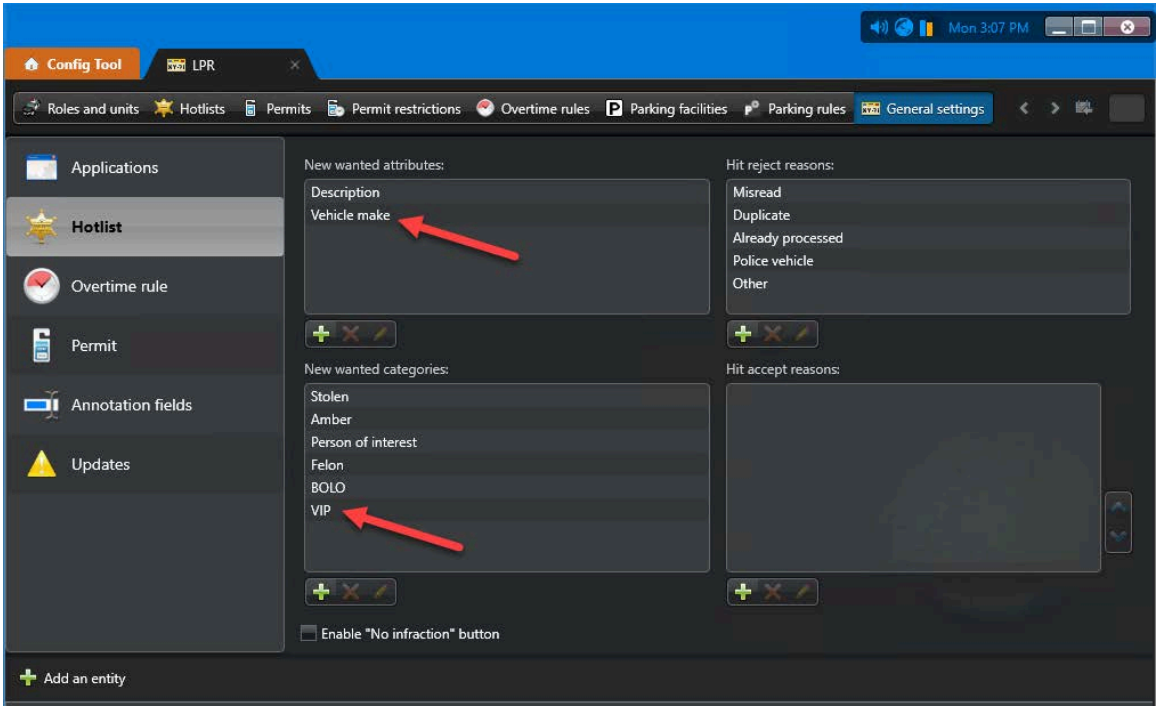 Mon 3:07 PM
Config Tool
LPR
Roles and units Hotlists Permits Permit restrictions Overtime rules P Parking facilities P Parking rules General settings
Applications
Hotlist
Overtime rule
Permit
Annotation fields
Updates
New wanted attributes:
Description
Vehicle make
Hit reject reasons:
Misread
Duplicate
Already processed
Police vehicle
Other
New wanted categories:
Stolen
Amber
Person of interest
Felon
BOLO
VIP
Hit accept reasons:
Enable "No infraction" button
Add an entity